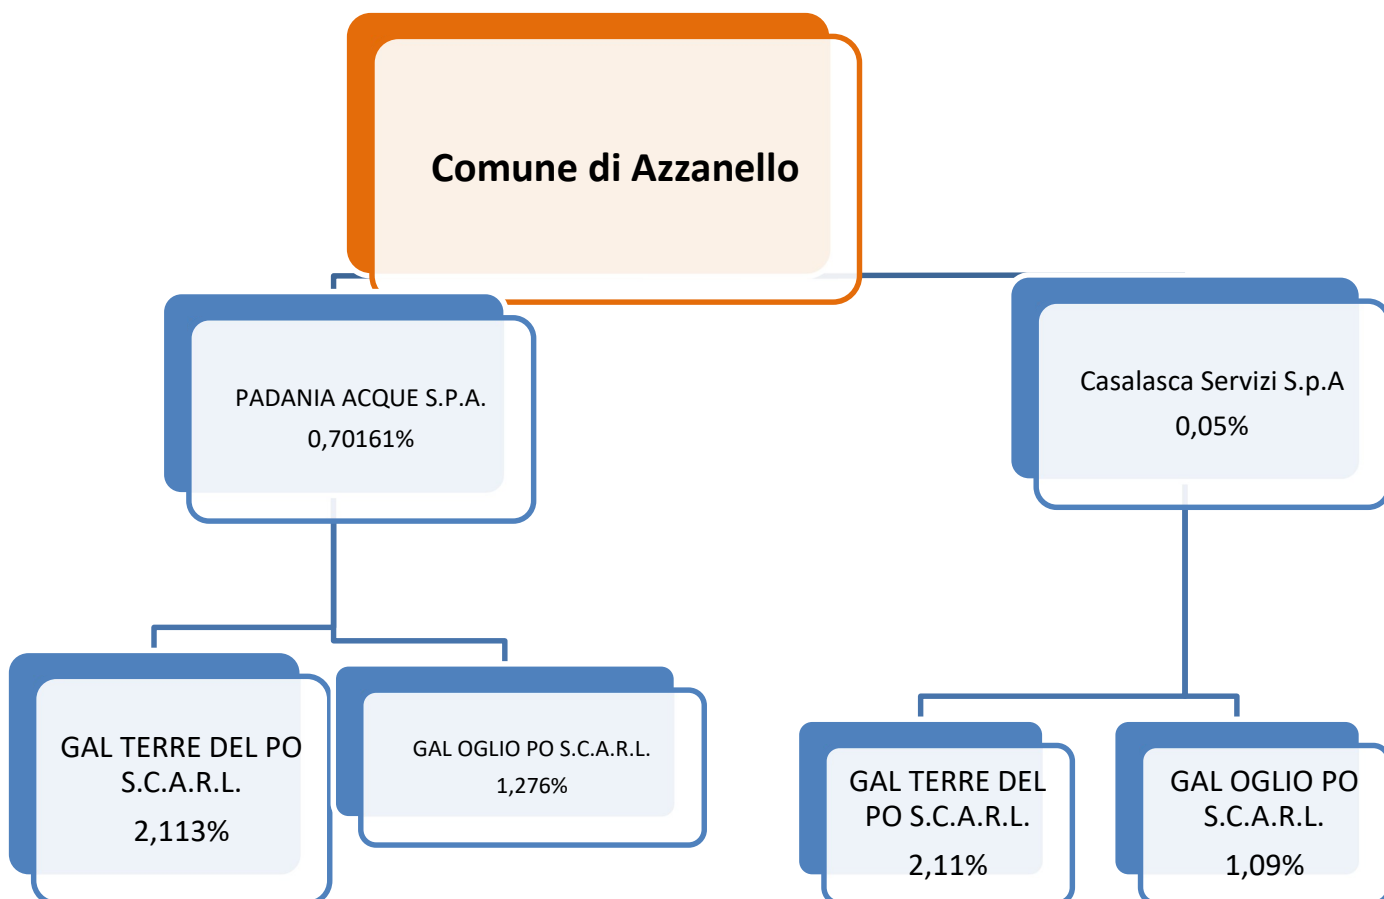 Comune di Azzanello
PADANIA ACQUE S.P.A.
0,70161%
Casalasca Servizi S.p.A
0,05%
GAL TERRE DEL PO
S.C.A.R.L.
2,113%
GAL OGLIO PO S.C.A.R.L.
1,276%
GAL TERRE DEL
PO S.C.A.R.L.
2,11%
GAL OGLIO PO
S.C.A.R.L.
1,09%